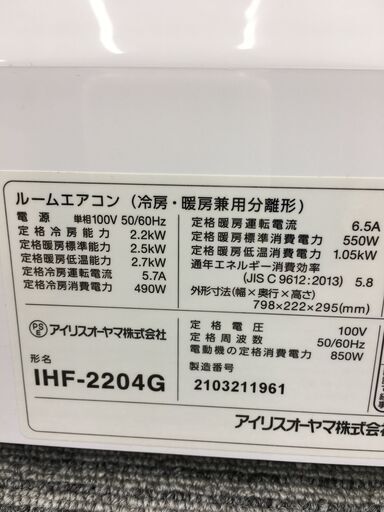 ルームエアコン（冷房・暖房兼用分離形）
電源 単相100V 50/60Hz
定格冷房能力 2.2kW
定格暖房標準能力 2.5kW
定格暖房低温能力 2.7kW
定格冷房運転電流 5.7A
定格冷房消費電力 490W
定格暖房運転電流 6.5A
定格暖房標準消費電力 550W
定格暖房低温消費電力 1.05kW
通年エネルギー消費効率
(JIS C 9612:2013) 5.8
外形寸法(幅×奥行×高さ)
798×222×295(mm)
PSE アイリスオーヤマ株式会社
形名
IHF-2204G
定格電圧 100V
定格周波数 50/60Hz
電動機の定格消費電力 850W
製造番号
2103211961
アイリスオーヤマ株式会